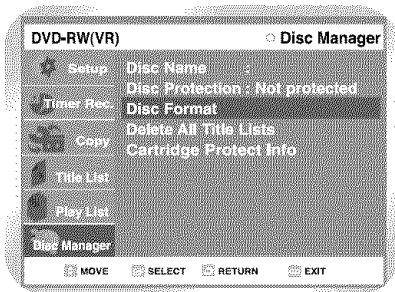 DVD-RW(VR) Disc Manager
Setup
Timer Rec.
Copy
Title List
Play List
Disc Manager
Disc Name :
Disc Protection : Not protected
Disc Format
Delete All Title Lists
Cartridge Protect Info
MOVE SELECT RETURN EXIT